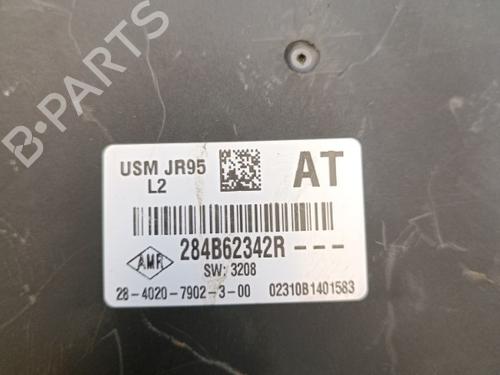 USM JR95
L2
AT
AMR
284B62342R ---
SW: 3208
28-4020-7902-3-00 02310B1401583
B-PARTS